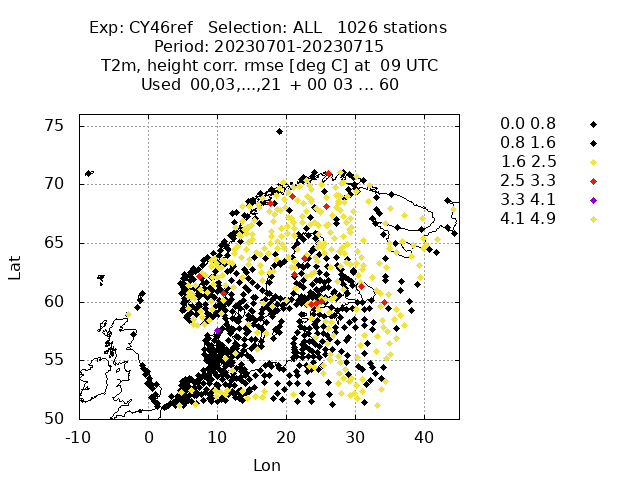 Exp: CY46ref Selection: ALL 1026 stations
Period: 20230701-20230715
T2m, height corr. rmse [deg C] at 09 UTC
Used 00,03,...,21 + 00 03 ... 60
0.0 0.8
0.8 1.6
1.6 2.5
2.5 3.3
3.3 4.1
4.1 4.9
75
70
65
60
55
50
Lat
-10 0 10 20 30 40
Lon